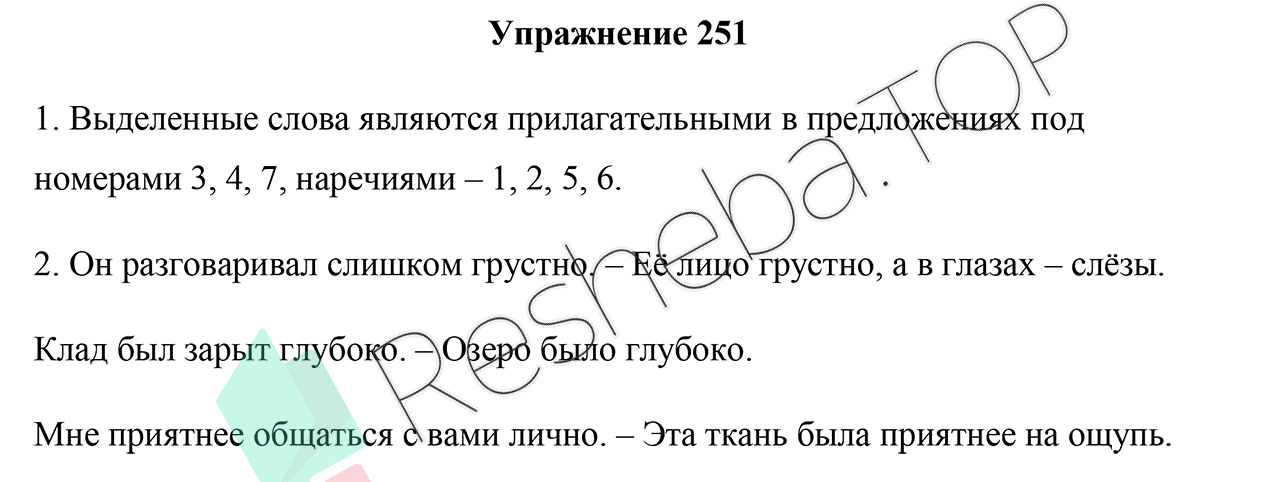 Упражнение 251
1. Выделенные слова являются прилагательными в предложениях под
номерами 3, 4, 7, наречиями – 1, 2, 5, 6.
2. Он разговаривал слишком грустно. – Её лицо грустно, а в глазах – слёзы.
Клад был зарыт глубоко. – Озеро было глубоко.
Мне приятнее общаться с вами лично. – Эта ткань была приятнее на ощупь.
Resheba.TOP